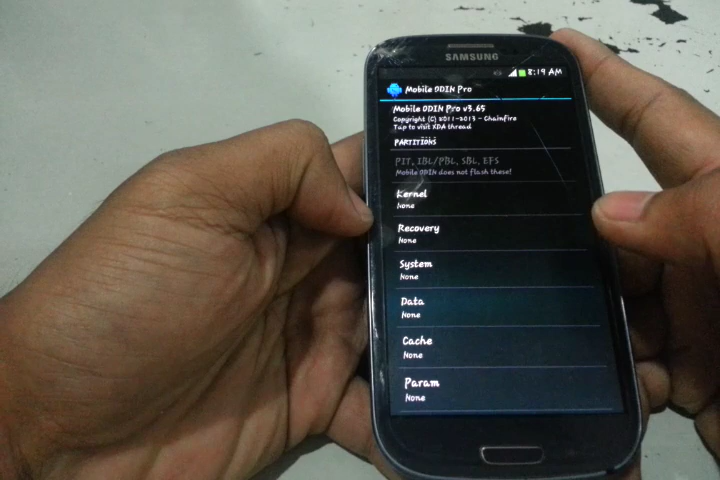 SAMSUNG
8:19 AM
Mobile ODIN Pro
Mobile ODIN Pro v3.65
Copyright (C) 2011-2013 - Chainfire
Tap to visit XDA thread
PARTITIONS
PIT, IBL/PBL, SBL, EFS
Mobile ODIN does not flash these!
Kernel
None
Recovery
None
System
None
Data
None
Cache
None
Param
None